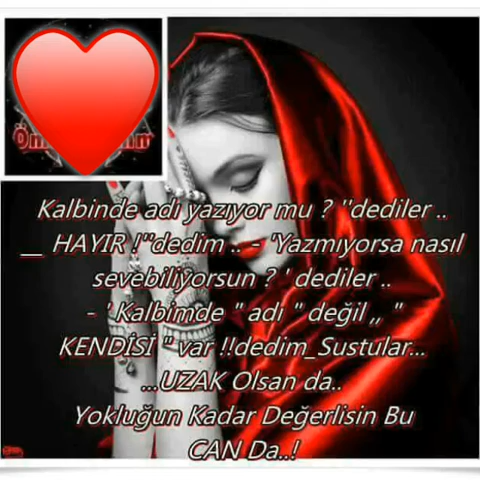 Kalbinde adı yazıyor mu ? ''dediler ..
__ HAYIR !''dedim .. - 'Yazmıyorsa nasıl
sevebiliyorsun ? ' dediler ..
- ' Kalbimde " adı " değil ,, "
KENDİSİ " var !!dedim_Sustular...
...UZAK Olsan da..
Yokluğun Kadar Değerlisin Bu
CAN Da..!